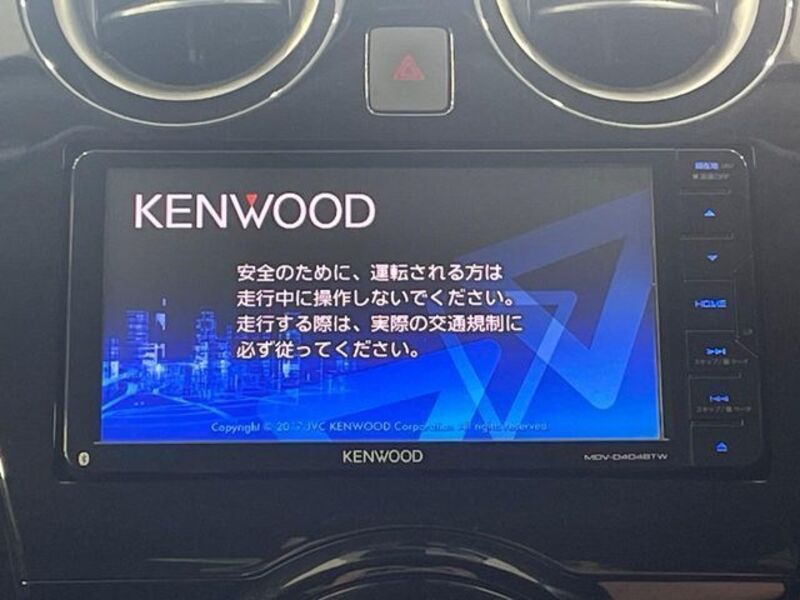 現在地
KENWOOD
安全のために、運転される方は
走行中に操作しないでください。
走行する際は、実際の交通規制に
必ず従ってください。
HOME
Copyright © 2017 JVC KENWOOD Corporation. All rights reserved.
KENWOOD
MDV-D404BTW